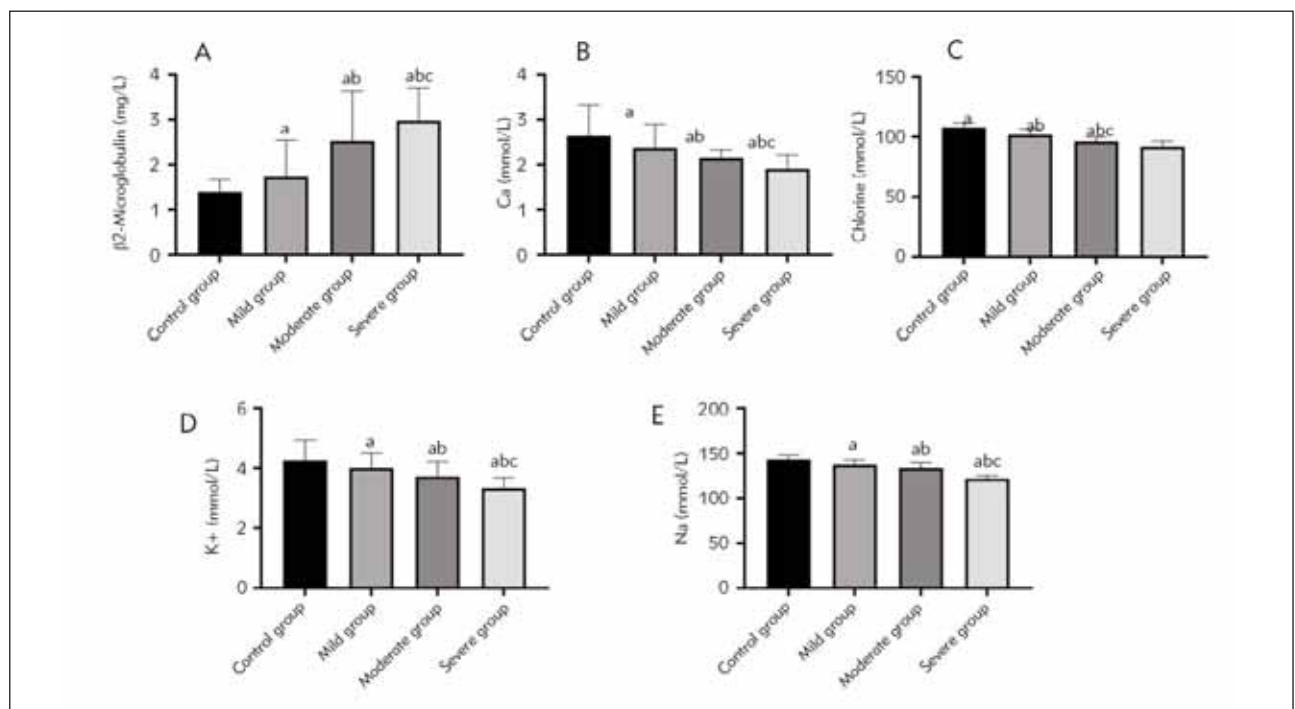 A
β2-Microglobulin (mg/L)
4
3
2
1
0
a
ab
abc
Control group
Mild group
Moderate group
Severe group
B
Ca (mmol/L)
4
3
2
1
0
a
ab
abc
Control group
Mild group
Moderate group
Severe group
C
Chlorine (mmol/L)
150
100
50
0
a
ab
abc
Control group
Mild group
Moderate group
Severe group
D
K+ (mmol/L)
6
4
2
0
a
ab
abc
Control group
Mild group
Moderate group
Severe group
E
Na (mmol/L)
200
150
100
50
0
a
ab
abc
Control group
Mild group
Moderate group
Severe group